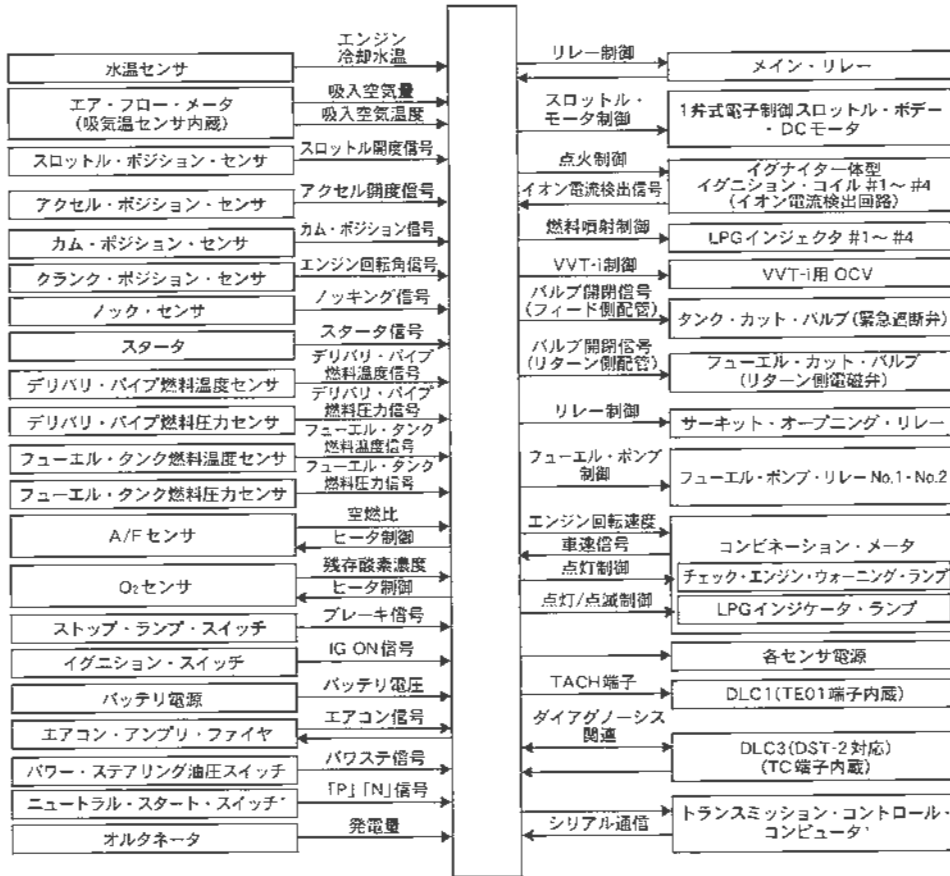 エンジン
冷却水温
水温センサ
エア・フロー・メータ
(吸気温センサ内蔵)
吸入空気量
吸入空気温度
スロットル・ポジション・センサ
スロットル開度信号
アクセル・ポジション・センサ
アクセル開度信号
カム・ポジション・センサ
カム・ポジション信号
クランク・ポジション・センサ
エンジン回転角信号
ノック・センサ
ノッキング信号
スタータ
スタータ信号
デリバリ・パイプ燃料温度センサ
デリバリ・パイプ
燃料温度信号
デリバリ・パイプ燃料圧力センサ
デリバリ・パイプ
燃料圧力信号
フューエル・タンク燃料温度センサ
フューエル・タンク
燃料温度信号
フューエル・タンク燃料圧力センサ
フューエル・タンク
燃料圧力信号
A/Fセンサ
空燃比
ヒータ制御
O₂センサ
残存酸素濃度
ヒータ制御
ストップ・ランプ・スイッチ
ブレーキ信号
イグニション・スイッチ
IG ON信号
バッテリ電源
バッテリ電圧
エアコン・アンプリ・ファイヤ
エアコン信号
パワー・ステアリング油圧スイッチ
パワステ信号
ニュートラル・スタート・スイッチ*
「P」「N」信号
オルタネータ
発電量
リレー制御
メイン・リレー
スロットル・
モータ制御
1弁式電子制御スロットル・ボデー
・DCモータ
点火制御
イオン電流検出信号
イグナイタ一体型
イグニション・コイル #1～#4
(イオン電流検出回路)
燃料噴射制御
LPGインジェクタ #1～#4
VVT-i制御
VVT-i用 OCV
バルブ開閉信号
(フィード側配管)
タンク・カット・バルブ(緊急遮断弁)
バルブ開閉信号
(リターン側配管)
フューエル・カット・バルブ
(リターン側電磁弁)
リレー制御
サーキット・オープニング・リレー
フューエル・ポンプ
制御
フューエル・ポンプ・リレー No.1・No.2
エンジン回転速度
車速信号
コンビネーション・メータ
点灯制御
チェック・エンジン・ウォーニング・ランプ
点灯/点滅制御
LPGインジケータ・ランプ
各センサ電源
TACH端子
DLC1(TE01端子内蔵)
ダイアグノーシス
関連
DLC3(DST-2対応)
(TC端子内蔵)
シリアル通信
トランスミッション・コントロール・
コンピュータ*